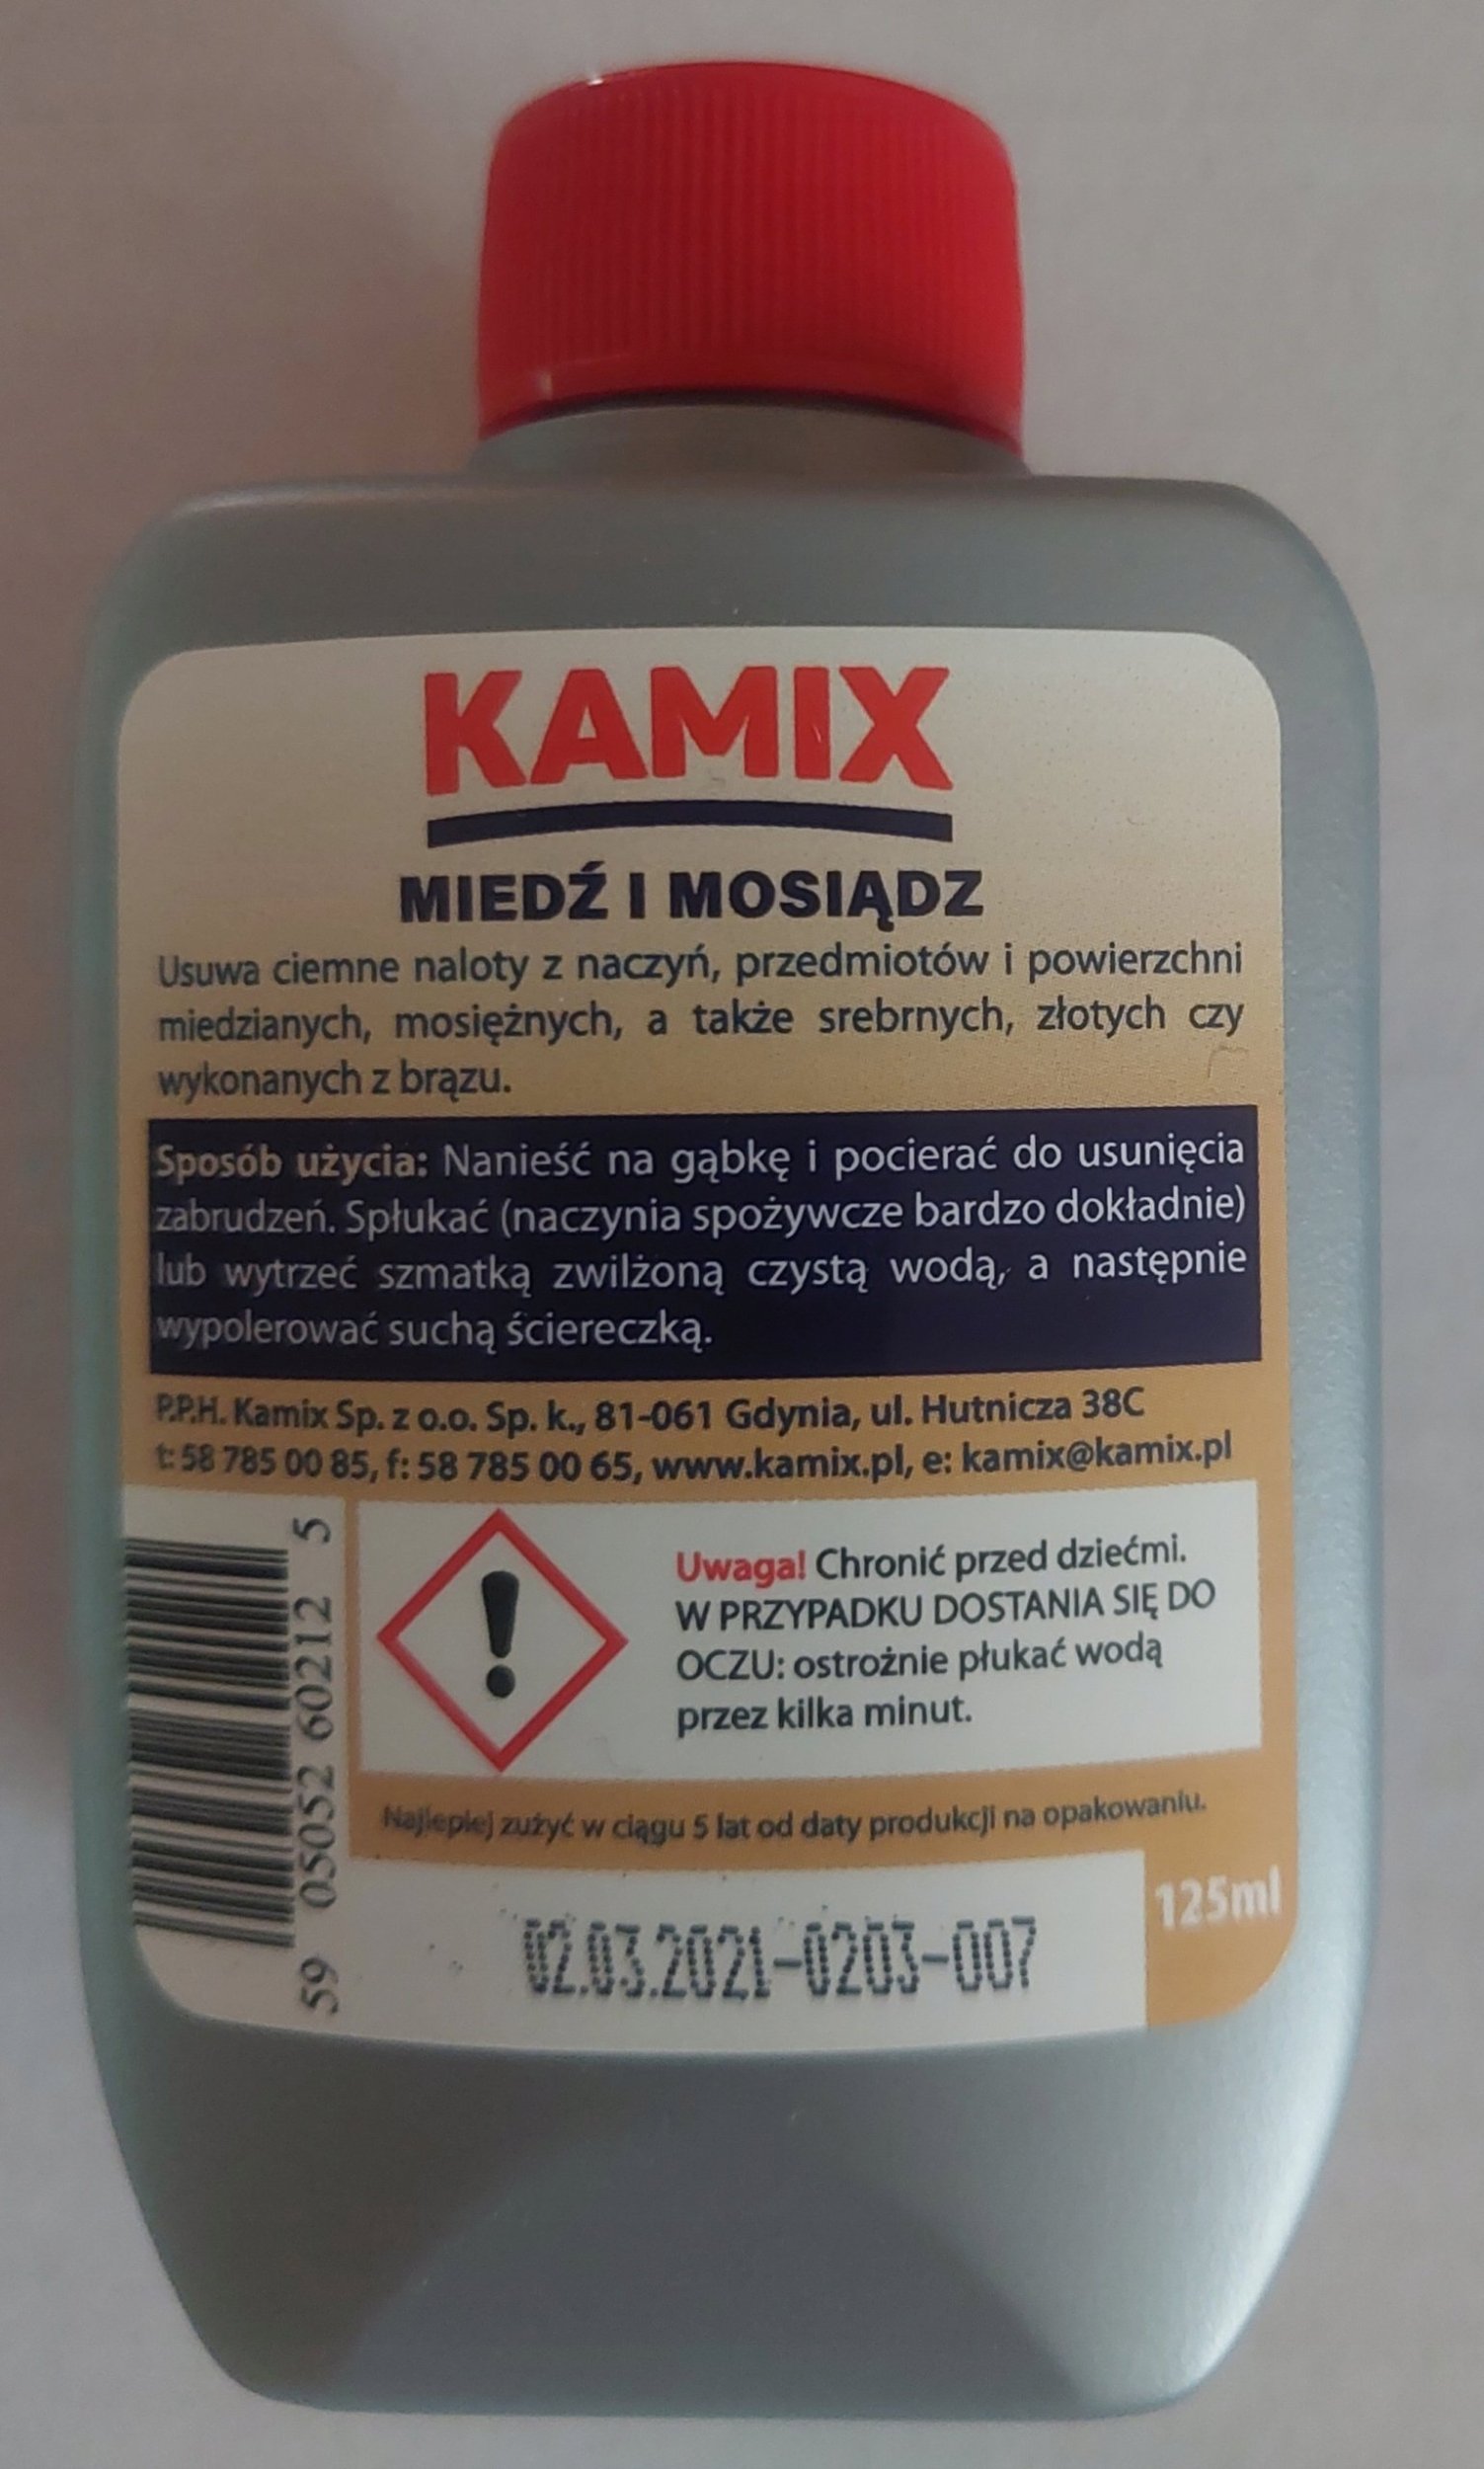 KAMIX
MIEDŹ I MOSIĄDZ
Usuwa ciemne naloty z naczyń, przedmiotów i powierzchni
miedzianych, mosiężnych, a także srebrnych, złotych czy
wykonanych z brązu.
Sposób użycia: Nanieść na gąbkę i pocierać do usunięcia
zabrudzeń. Spłukać (naczynia spożywcze bardzo dokładnie)
lub wytrzeć szmatką zwilżoną czystą wodą, a następnie
wypolerować suchą ściereczką.
P.P.H. Kamix Sp. z o.o. Sp. k., 81-061 Gdynia, ul. Hutnicza 38C
t: 58 785 00 85, f: 58 785 00 65, www.kamix.pl, e: kamix@kamix.pl
59 05052 60212 5
Uwaga! Chronić przed dziećmi.
W PRZYPADKU DOSTANIA SIĘ DO
OCZU: ostrożnie płukać wodą
przez kilka minut.
Najlepiej zużyć w ciągu 5 lat od daty produkcji na opakowaniu.
125ml
02.03.2021-0203-007